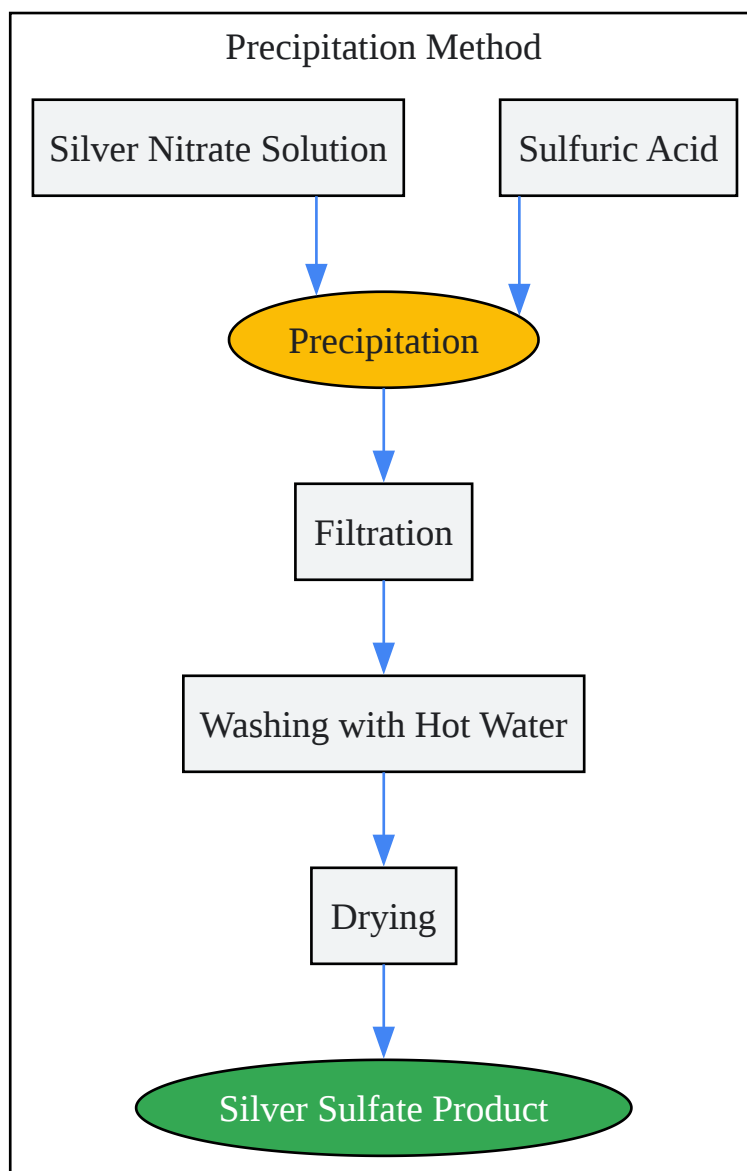 Precipitation Method
Silver Nitrate Solution
Sulfuric Acid
Precipitation
Filtration
Washing with Hot Water
Drying
Silver Sulfate Product